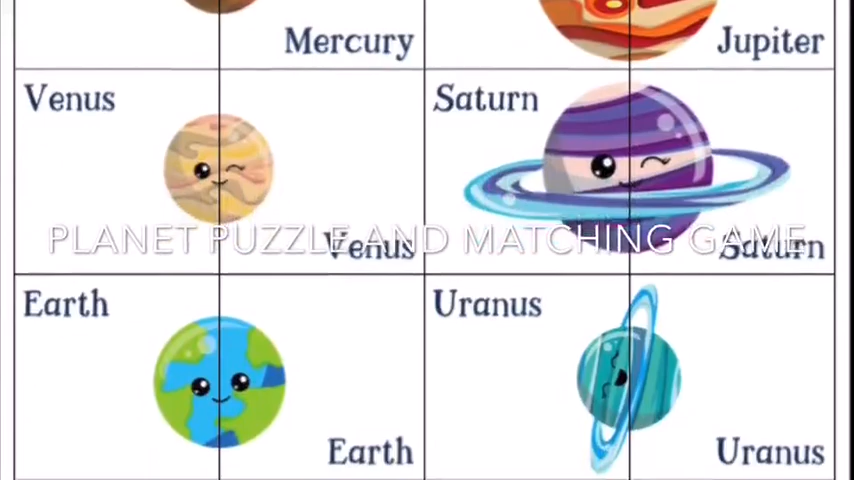 Mercury
Jupiter
Venus
Saturn
PLANET PUZZLE AND MATCHING GAME
Venus
Saturn
Earth
Uranus
Earth
Uranus